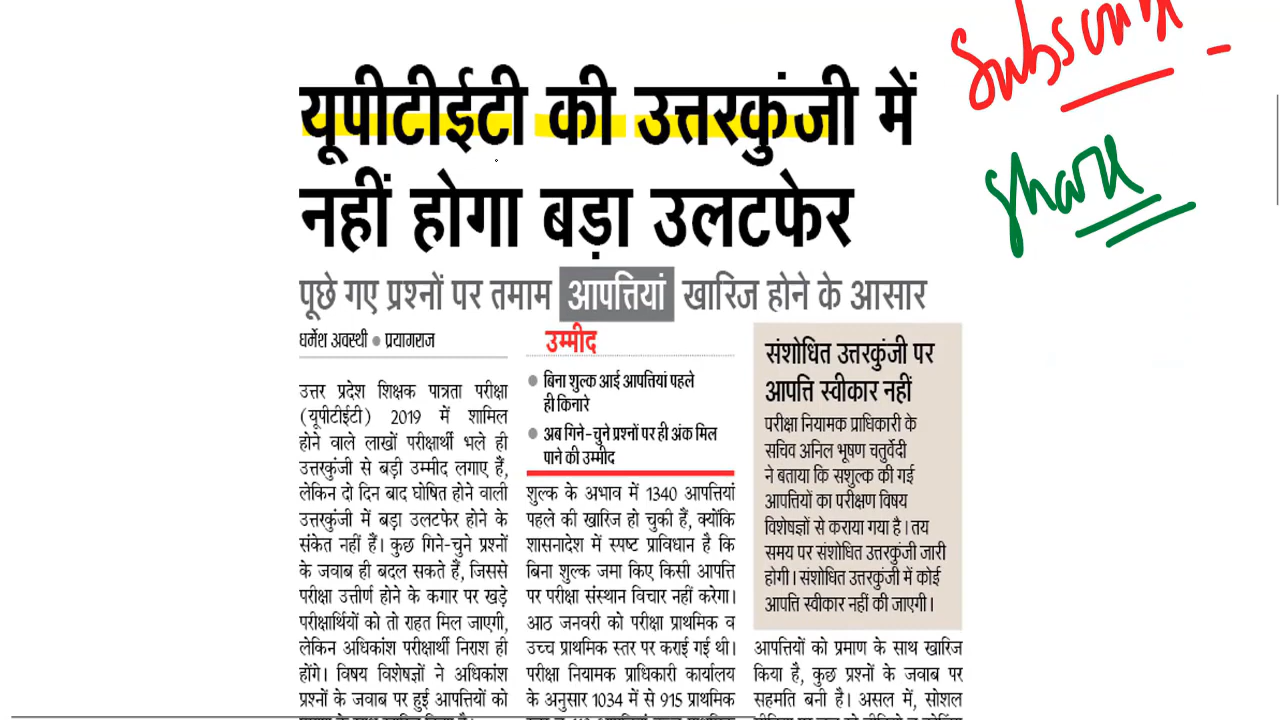 Subscribe
share
यूपीटीईटी की उत्तरकुंजी में
नहीं होगा बड़ा उलटफेर
पूछे गए प्रश्नों पर तमाम आपत्तियां खारिज होने के आसार
धर्मेश अवस्थी ● प्रयागराज
उत्तर प्रदेश शिक्षक पात्रता परीक्षा
(यूपीटीईटी) 2019 में शामिल
होने वाले लाखों परीक्षार्थी भले ही
उत्तरकुंजी से बड़ी उम्मीद लगाए हैं,
लेकिन दो दिन बाद घोषित होने वाली
उत्तरकुंजी में बड़ा उलटफेर होने के
संकेत नहीं हैं। कुछ गिने-चुने प्रश्नों
के जवाब ही बदल सकते हैं, जिससे
परीक्षा उत्तीर्ण होने के कगार पर खड़े
परीक्षार्थियों को तो राहत मिल जाएगी,
लेकिन अधिकांश परीक्षार्थी निराश ही
होंगे। विषय विशेषज्ञों ने अधिकांश
प्रश्नों के जवाब पर हुई आपत्तियों को
उम्मीद
● बिना शुल्क आई आपत्तियां पहले
ही किनारे
● अब गिने-चुने प्रश्नों पर ही अंक मिल
पाने की उम्मीद
शुल्क के अभाव में 1340 आपत्तियां
पहले की खारिज हो चुकी हैं, क्योंकि
शासनादेश में स्पष्ट प्राविधान है कि
बिना शुल्क जमा किए किसी आपत्ति
पर परीक्षा संस्थान विचार नहीं करेगा।
आठ जनवरी को परीक्षा प्राथमिक व
उच्च प्राथमिक स्तर पर कराई गई थी।
परीक्षा नियामक प्राधिकारी कार्यालय
के अनुसार 1034 में से 915 प्राथमिक
संशोधित उत्तरकुंजी पर
आपत्ति स्वीकार नहीं
परीक्षा नियामक प्राधिकारी के
सचिव अनिल भूषण चतुर्वेदी
ने बताया कि सशुल्क की गई
आपत्तियों का परीक्षण विषय
विशेषज्ञों से कराया गया है। तय
समय पर संशोधित उत्तरकुंजी जारी
होगी। संशोधित उत्तरकुंजी में कोई
आपत्ति स्वीकार नहीं की जाएगी।
आपत्तियों को प्रमाण के साथ खारिज
किया है, कुछ प्रश्नों के जवाब पर
सहमति बनी है। असल में, सोशल